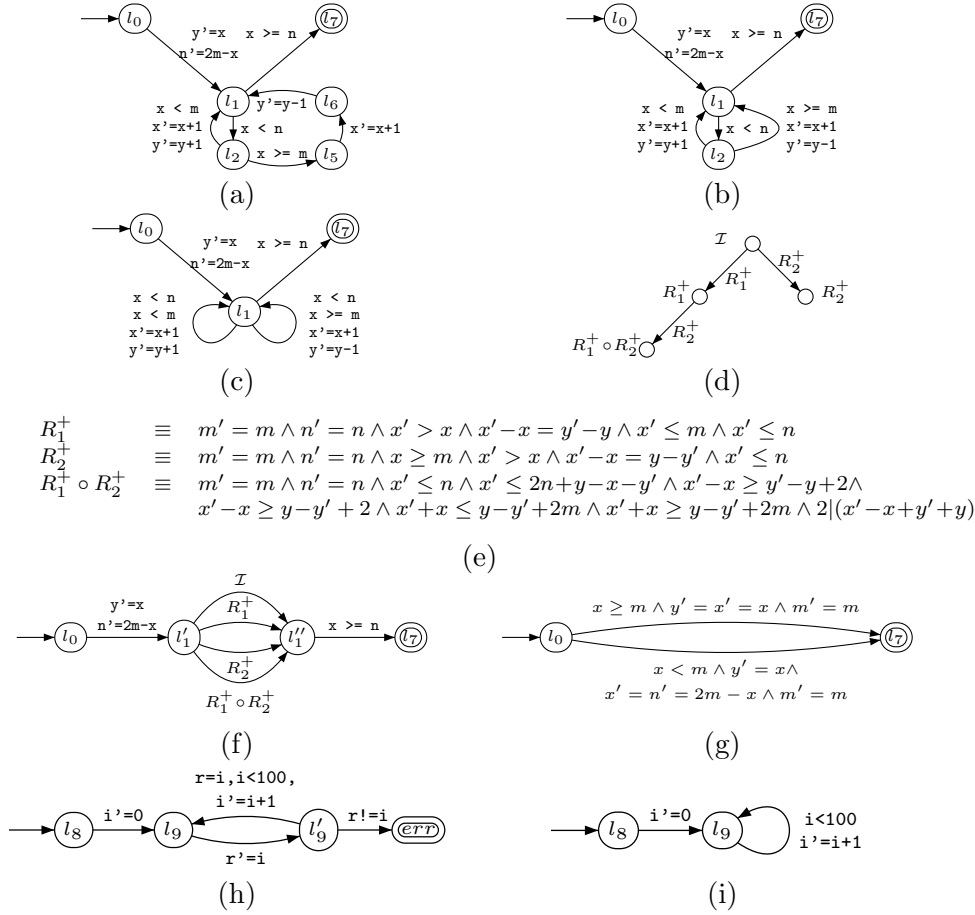 l0
l7
y'=x x >= n
n'=2m-x
l1
l6
y'=y-1
x < m
x'=x+1
y'=y+1
x < n
x'=x+1
l2
x >= m
l5
(a)
l0
l7
y'=x x >= n
n'=2m-x
l1
x < m
x'=x+1
y'=y+1
x < n
x >= m
x'=x+1
y'=y-1
l2
(b)
l0
l7
y'=x x >= n
n'=2m-x
l1
x < n
x < m
x'=x+1
y'=y+1
x < n
x >= m
x'=x+1
y'=y-1
(c)
I
R1+
R2+
R1+
R2+
R2+
R1+ ∘ R2+
(d)
R1+ ≡ m' = m ∧ n' = n ∧ x' > x ∧ x'−x = y'−y ∧ x' ≤ m ∧ x' ≤ n
R2+ ≡ m' = m ∧ n' = n ∧ x ≥ m ∧ x' > x ∧ x'−x = y−y' ∧ x' ≤ n
R1+ ∘ R2+ ≡ m' = m ∧ n' = n ∧ x' ≤ n ∧ x' ≤ 2n+y−x−y' ∧ x'−x ≥ y'−y+2∧
x'−x ≥ y−y'+2 ∧ x'+x ≤ y−y'+2m ∧ x'+x ≥ y−y'+2m ∧ 2|(x'−x+y'+y)
(e)
l0
y'=x
n'=2m-x
l1'
I
R1+
R2+
R1+ ∘ R2+
l1''
x >= n
l7
(f)
x ≥ m ∧ y' = x' = x ∧ m' = m
l0
l7
x < m ∧ y' = x∧
x' = n' = 2m − x ∧ m' = m
(g)
r=i,i<100,
i'=i+1
l8
i'=0
l9
l9'
r!=i
err
r'=i
(h)
l8
i'=0
l9
i<100
i'=i+1
(i)